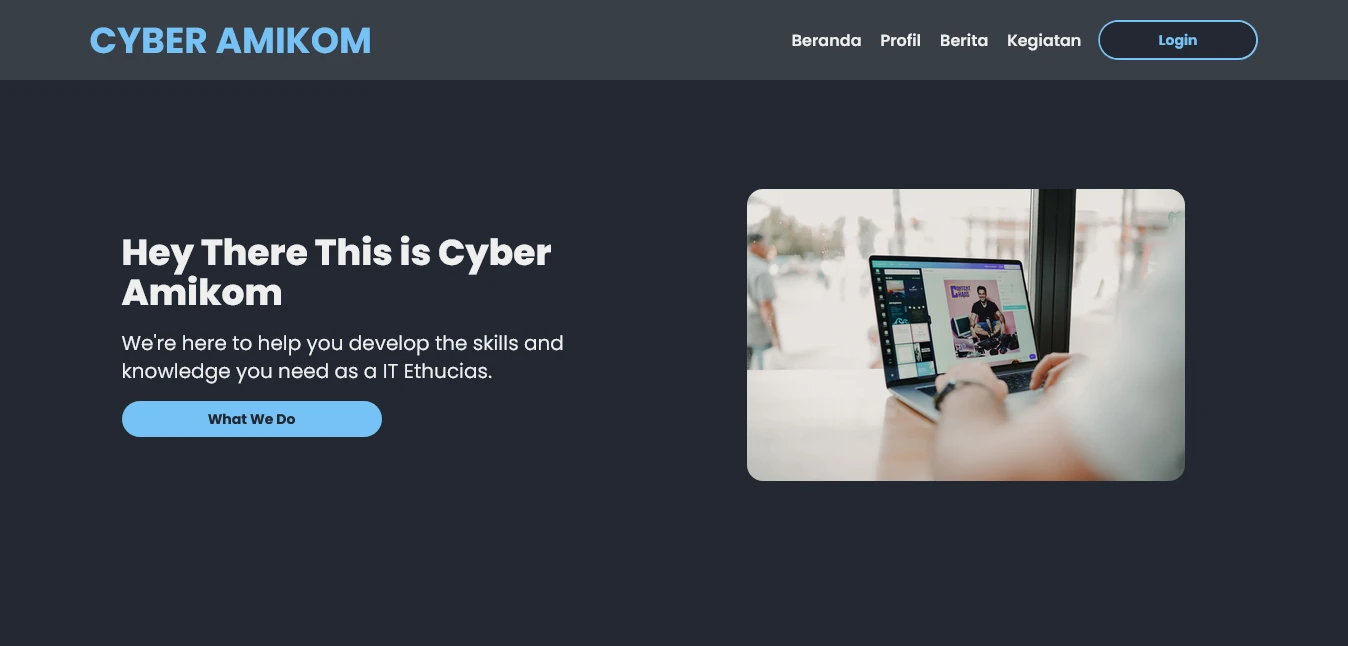 CYBER AMIKOM
Beranda Profil Berita Kegiatan Login
Hey There This is Cyber
Amikom
We're here to help you develop the skills and
knowledge you need as a IT Ethucias.
What We Do